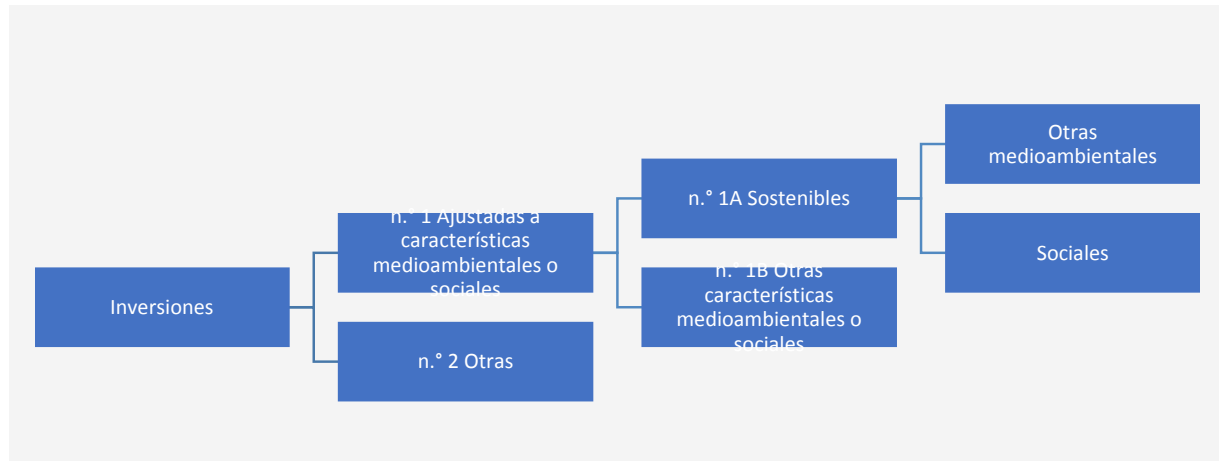 Inversiones
n.° 1 Ajustadas a
características
medioambientales o
sociales
n.° 2 Otras
n.° 1A Sostenibles
n.° 1B Otras
características
medioambientales o
sociales
Otras
medioambientales
Sociales